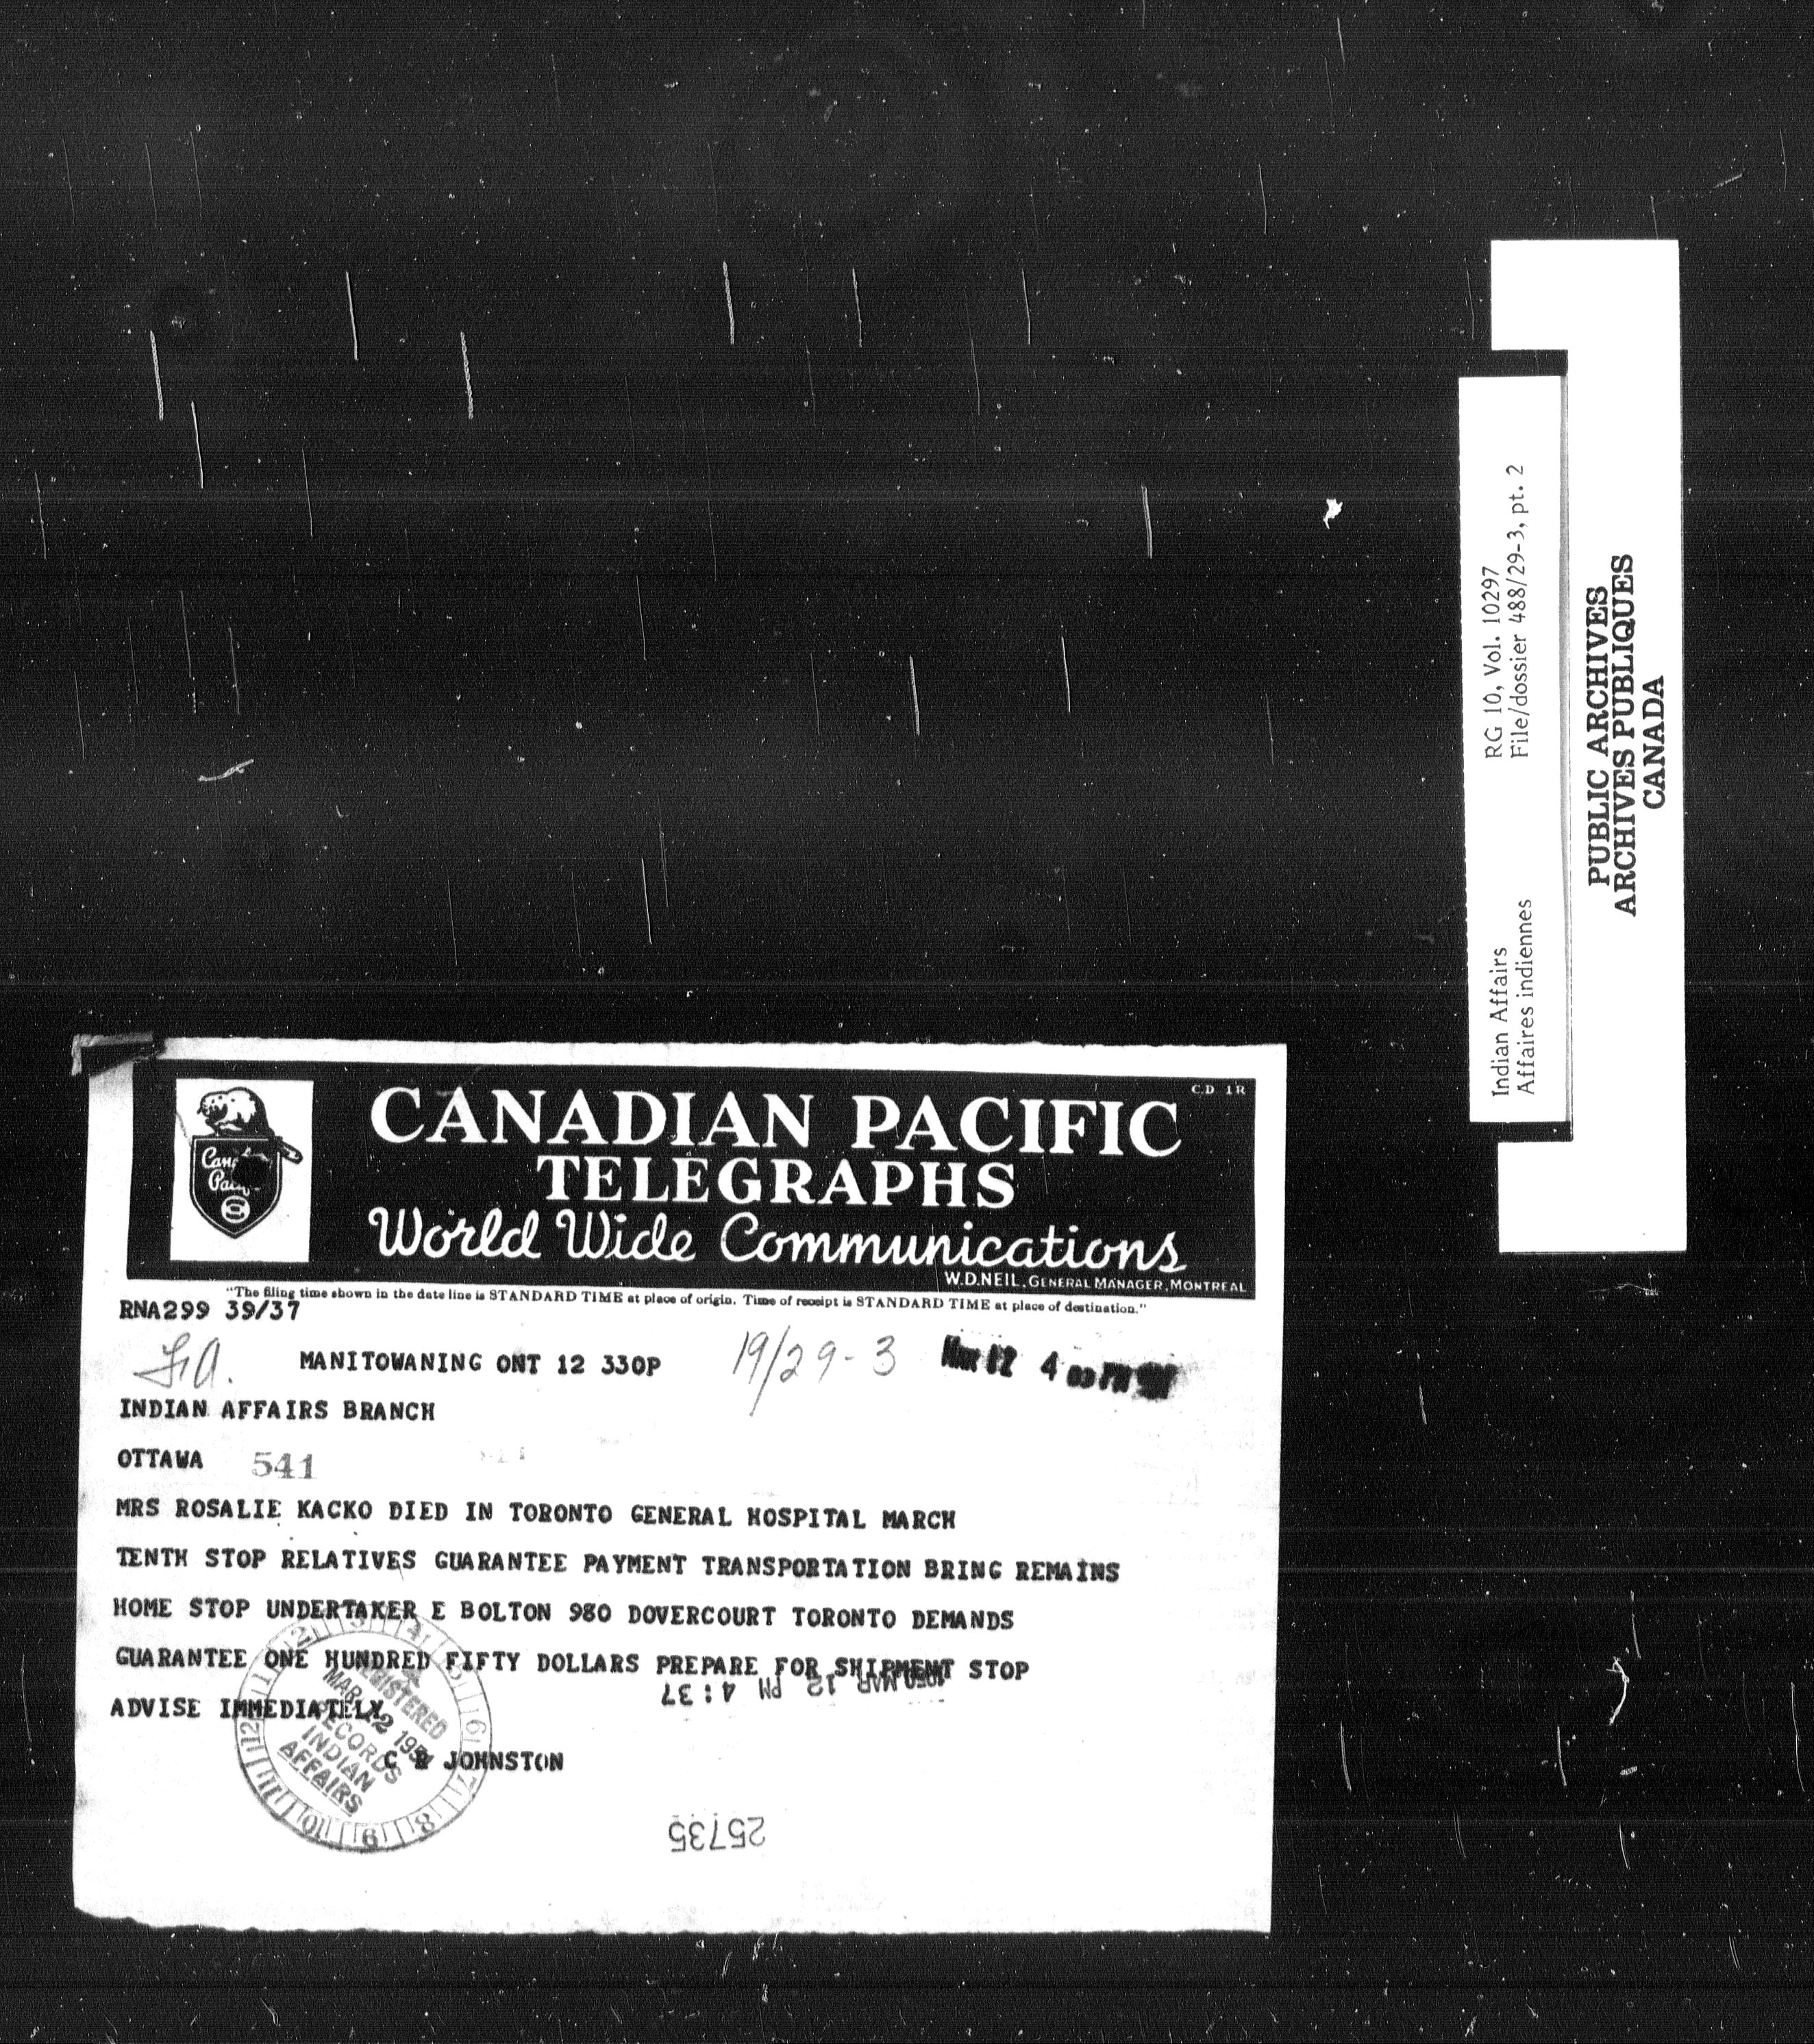 CANADIAN PACIFIC
C.D 1R
TELEGRAPHS
World Wide Communications
W.D.NEIL, GENERAL MANAGER, MONTREAL
"The filing time shown in the date line is STANDARD TIME at place of origin. Time of receipt is STANDARD TIME at place of destination."
RNA299 39/37
MANITOWANING ONT 12 330P
19/29-3
INDIAN AFFAIRS BRANCH
OTTAWA 541
MRS ROSALIE KACKO DIED IN TORONTO GENERAL HOSPITAL MARCH
TENTH STOP RELATIVES GUARANTEE PAYMENT TRANSPORTATION BRING REMAINS
HOME STOP UNDERTAKER E BOLTON 980 DOVERCOURT TORONTO DEMANDS
GUARANTEE ONE HUNDRED FIFTY DOLLARS PREPARE FOR SHIPMENT STOP
MAR 12 PM 4:37
ADVISE IMMEDIATELY
C JOHNSTON
REGISTERED
MAR 12
RECORDS
INDIAN
AFFAIRS
25735
Indian Affairs
Affaires indiennes
RG 10, Vol. 10297
File/dossier 488/29-3, pt. 2
PUBLIC ARCHIVES
ARCHIVES PUBLIQUES
CANADA